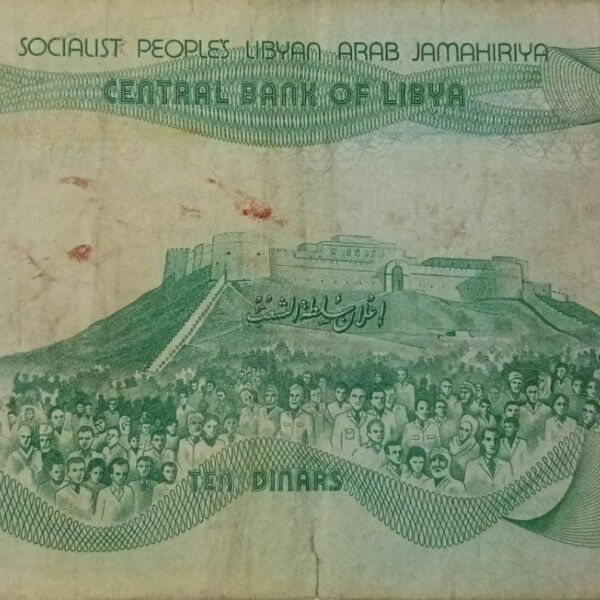 SOCIALIST PEOPLE'S LIBYAN ARAB JAMAHIRIYA
CENTRAL BANK OF LIBYA
إعلان سلطة الشعب
TEN DINARS